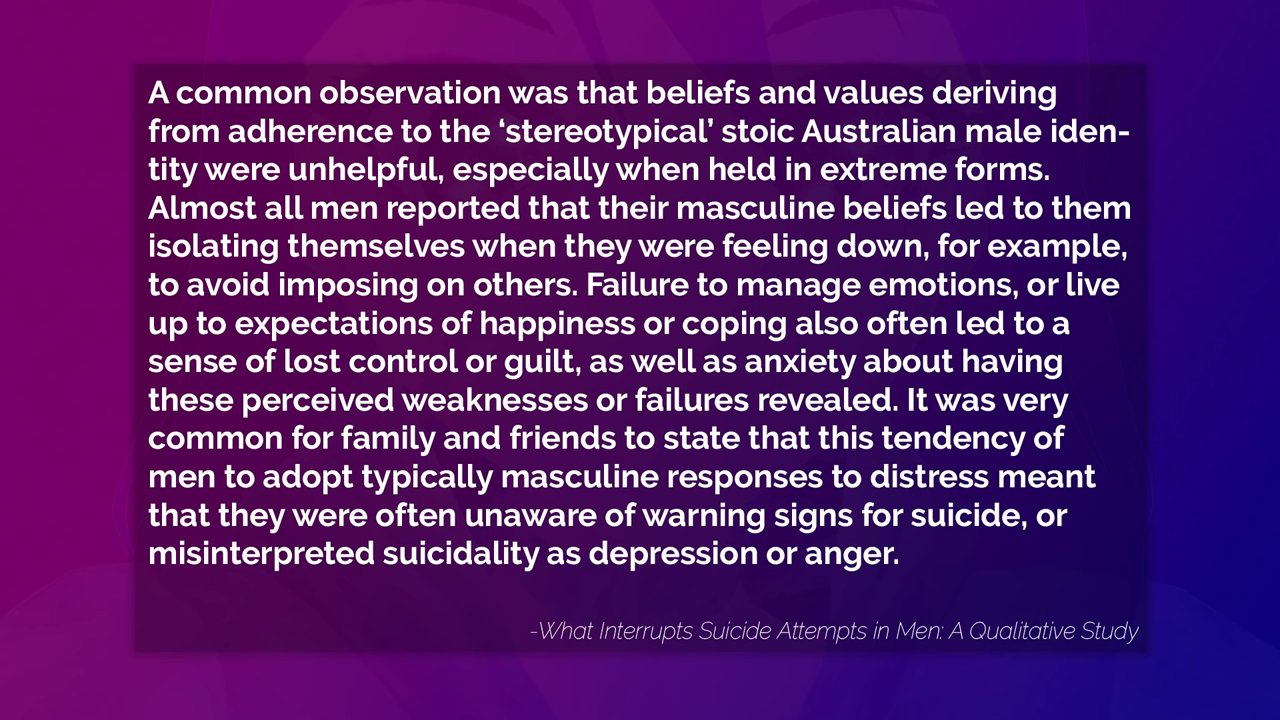 A common observation was that beliefs and values deriving
from adherence to the ‘stereotypical’ stoic Australian male iden-
tity were unhelpful, especially when held in extreme forms.
Almost all men reported that their masculine beliefs led to them
isolating themselves when they were feeling down, for example,
to avoid imposing on others. Failure to manage emotions, or live
up to expectations of happiness or coping also often led to a
sense of lost control or guilt, as well as anxiety about having
these perceived weaknesses or failures revealed. It was very
common for family and friends to state that this tendency of
men to adopt typically masculine responses to distress meant
that they were often unaware of warning signs for suicide, or
misinterpreted suicidality as depression or anger.
-What Interrupts Suicide Attempts in Men: A Qualitative Study